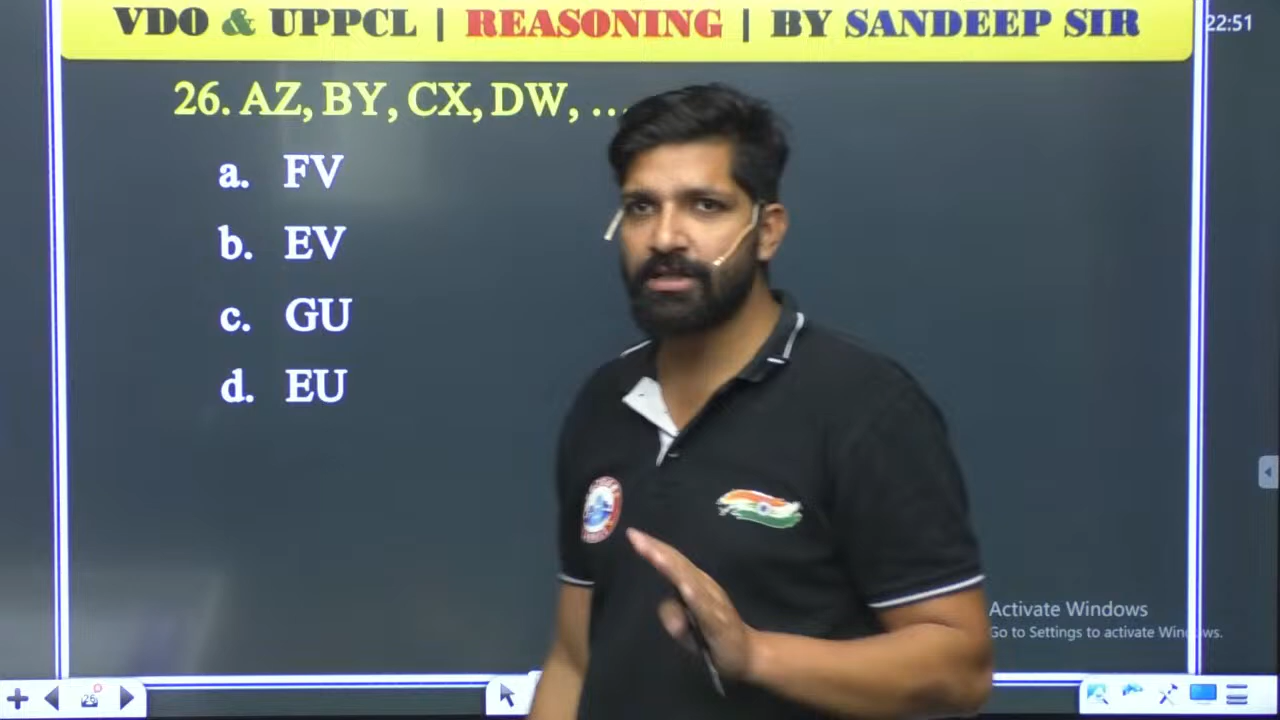 VDO & UPPCL | REASONING | BY SANDEEP SIR
22:51
26. AZ, BY, CX, DW, ...
a. FV
b. EV
c. GU
d. EU
Activate Windows
Go to Settings to activate Windows.
26